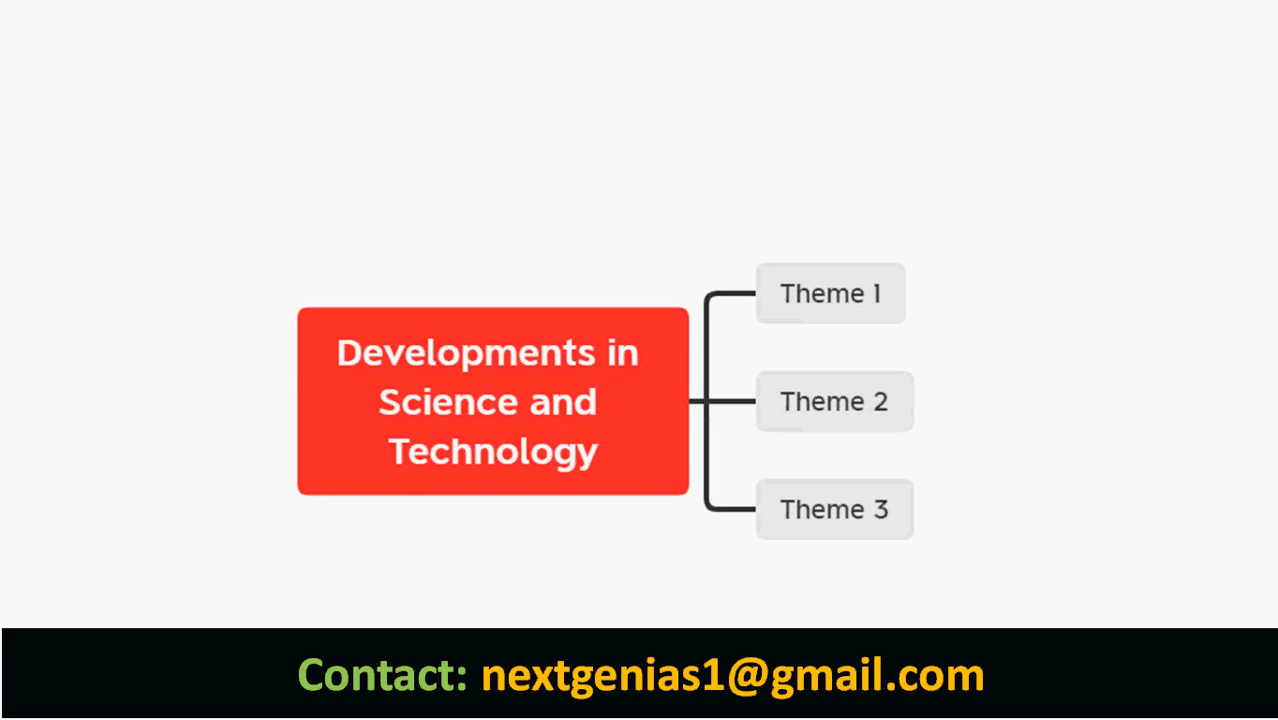 Developments in
Science and
Technology
Theme 1
Theme 2
Theme 3
Contact: nextgenias1@gmail.com